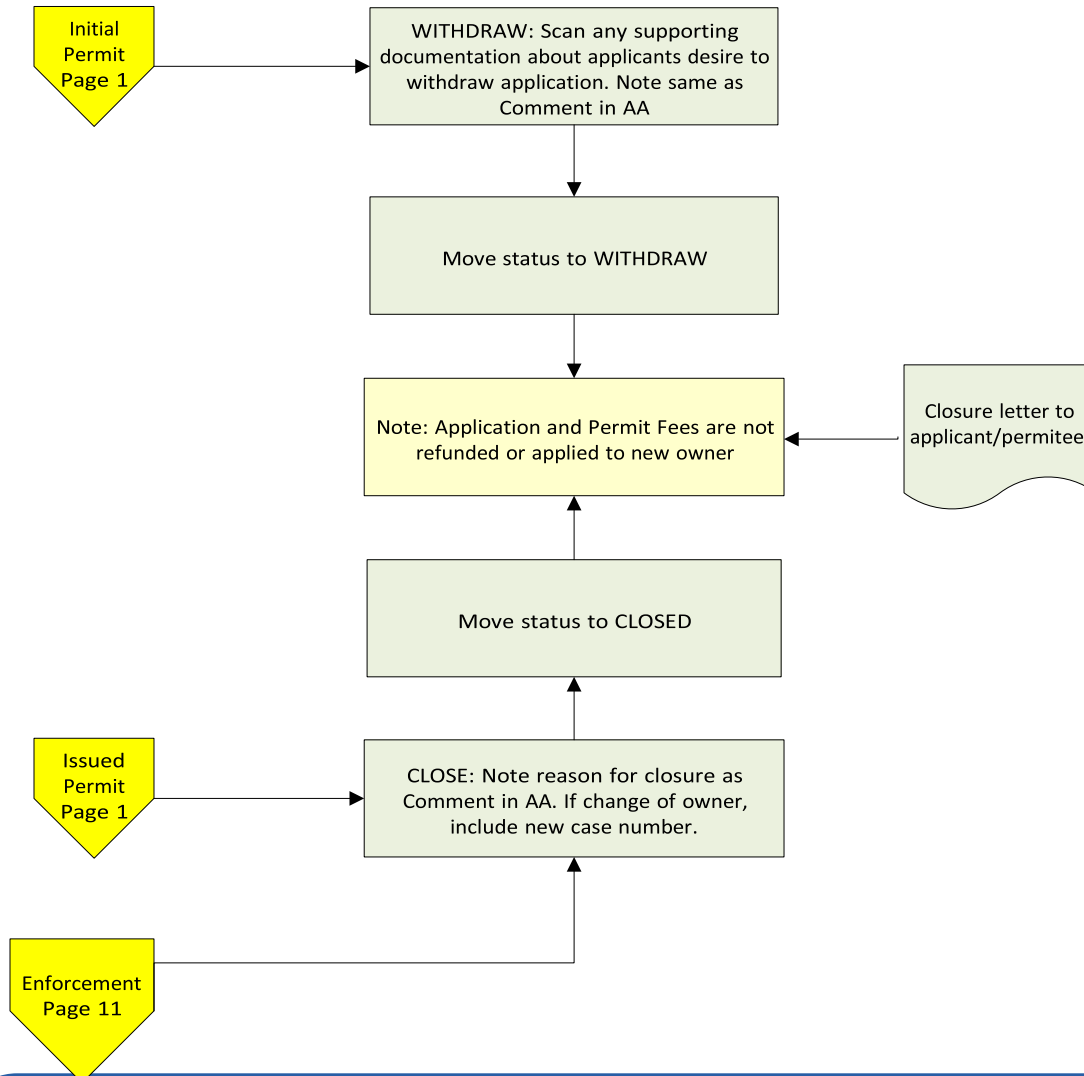 Initial
Permit
Page 1
WITHDRAW: Scan any supporting
documentation about applicants desire to
withdraw application. Note same as
Comment in AA
Move status to WITHDRAW
Note: Application and Permit Fees are not
refunded or applied to new owner
Closure letter to
applicant/permitee
Move status to CLOSED
Issued
Permit
Page 1
CLOSE: Note reason for closure as
Comment in AA. If change of owner,
include new case number.
Enforcement
Page 11